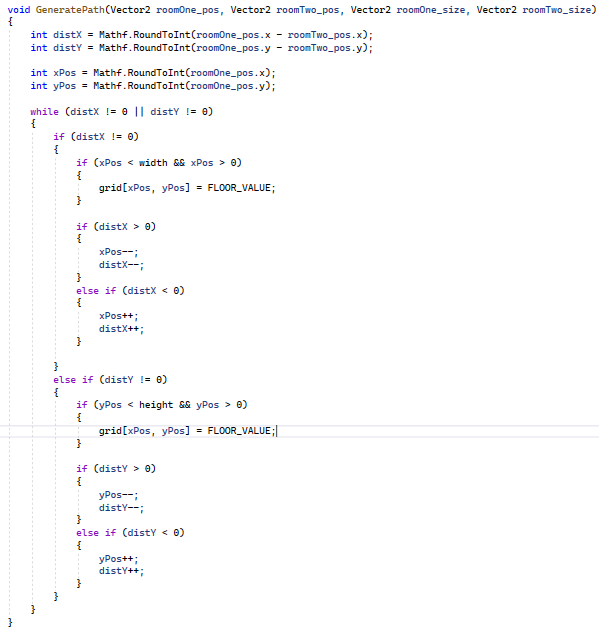 void GeneratePath(Vector2 roomOne_pos, Vector2 roomTwo_pos, Vector2 roomOne_size, Vector2 roomTwo_size)
{
    int distX = Mathf.RoundToInt(roomOne_pos.x - roomTwo_pos.x);
    int distY = Mathf.RoundToInt(roomOne_pos.y - roomTwo_pos.y);

    int xPos = Mathf.RoundToInt(roomOne_pos.x);
    int yPos = Mathf.RoundToInt(roomOne_pos.y);

    while (distX != 0 || distY != 0)
    {
        if (distX != 0)
        {
            if (xPos < width && xPos > 0)
            {
                grid[xPos, yPos] = FLOOR_VALUE;
            }

            if (distX > 0)
            {
                xPos--;
                distX--;
            }
            else if (distX < 0)
            {
                xPos++;
                distX++;
            }

        }
        else if (distY != 0)
        {
            if (yPos < height && yPos > 0)
            {
                grid[xPos, yPos] = FLOOR_VALUE;
            }

            if (distY > 0)
            {
                yPos--;
                distY--;
            }
            else if (distY < 0)
            {
                yPos++;
                distY++;
            }
        }
    }
}